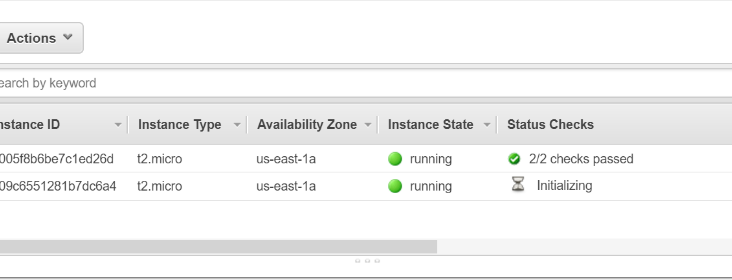 Actions
earch by keyword
nstance ID Instance Type Availability Zone Instance State Status Checks
005f8b6be7c1ed26d t2.micro us-east-1a running 2/2 checks passed
09c6551281b7dc6a4 t2.micro us-east-1a running Initializing